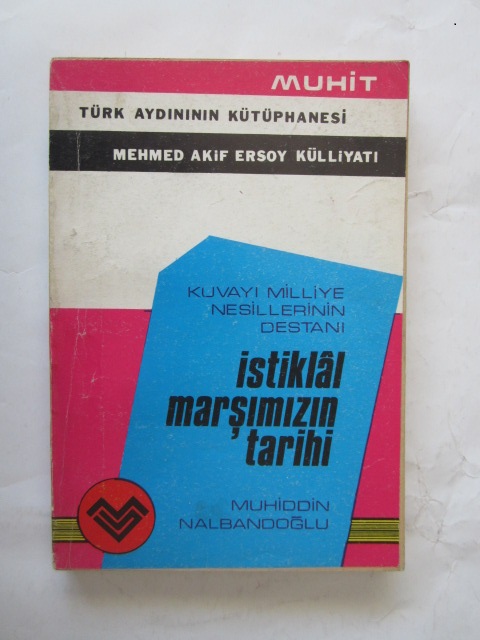 MUHİT
TÜRK AYDINININ KÜTÜPHANESİ
MEHMED AKİF ERSOY KÜLLİYATI
KUVAYI MİLLİYE
NESİLLERİNİN
DESTANI
istiklâl
marşımızın
tarihi
MUHİDDİN
NALBANDOĞLU